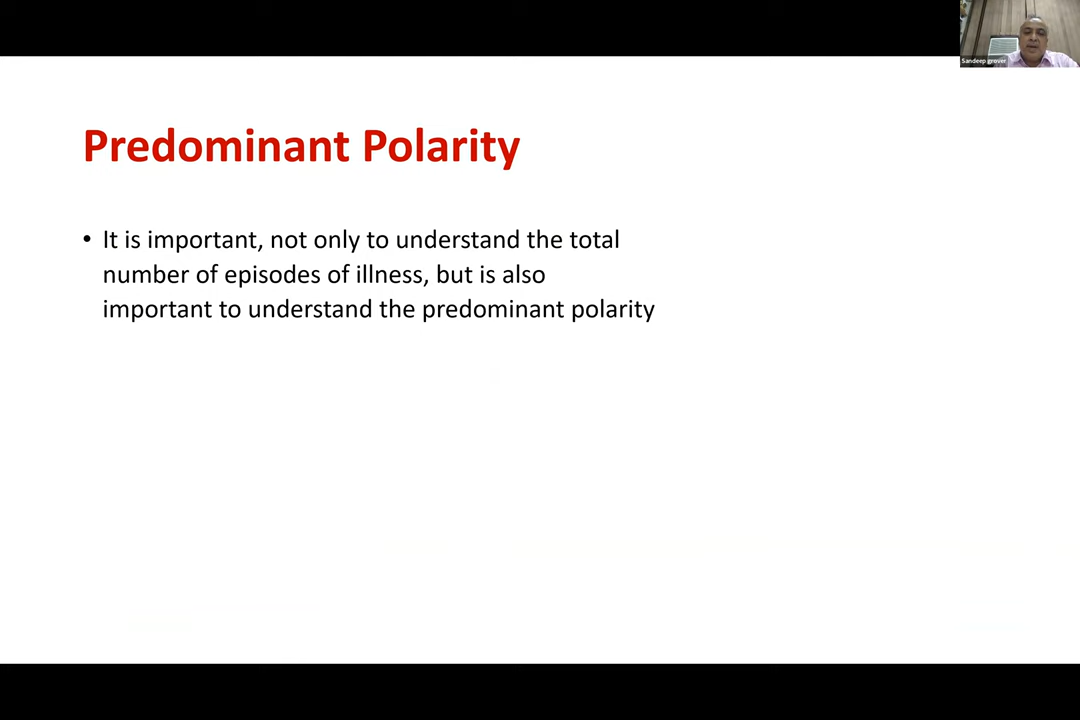 Sandeep grover
Predominant Polarity
• It is important, not only to understand the total
number of episodes of illness, but is also
important to understand the predominant polarity